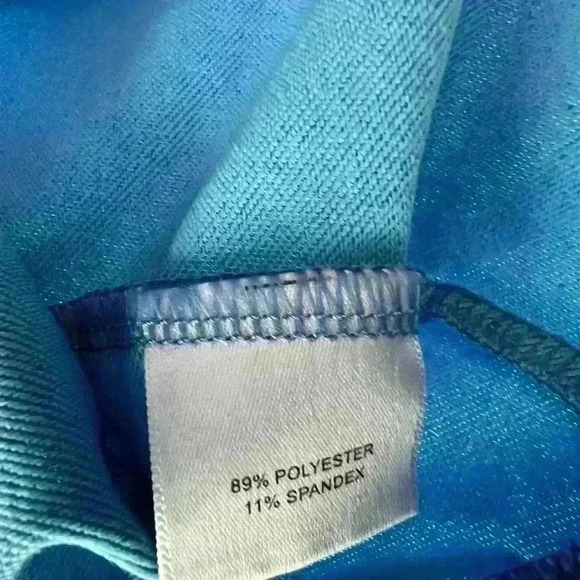 89% POLYESTER
11% SPANDEX